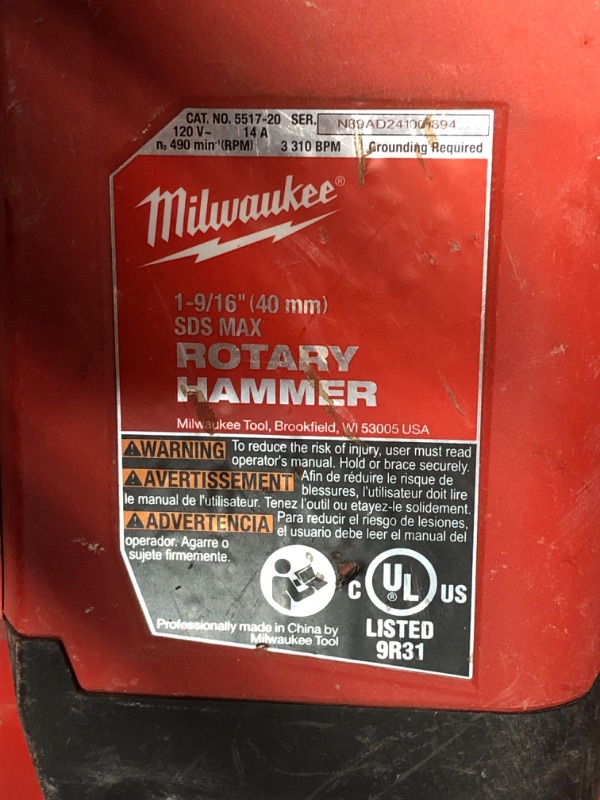 CAT. NO. 5517-20 SER.
120 V~ 14 A
n₀ 490 min⁻¹(RPM) 3 310 BPM Grounding Required
Milwaukee®
1-9/16" (40 mm)
SDS MAX
ROTARY
HAMMER
Milwaukee Tool, Brookfield, WI 53005 USA
WARNING To reduce the risk of injury, user must read
operator's manual. Hold or brace securely.
AVERTISSEMENT Afin de réduire le risque de
blessures, l'utilisateur doit lire
le manual de l'utilisateur. Tenez l'outil ou etayez-le solidement.
ADVERTENCIA Para reducir el riesgo de lesiones,
el usuario debe leer el manual del
operador. Agarre o
sujete firmemente.
C UL® US
LISTED
9R31
Professionally made in China by
Milwaukee Tool